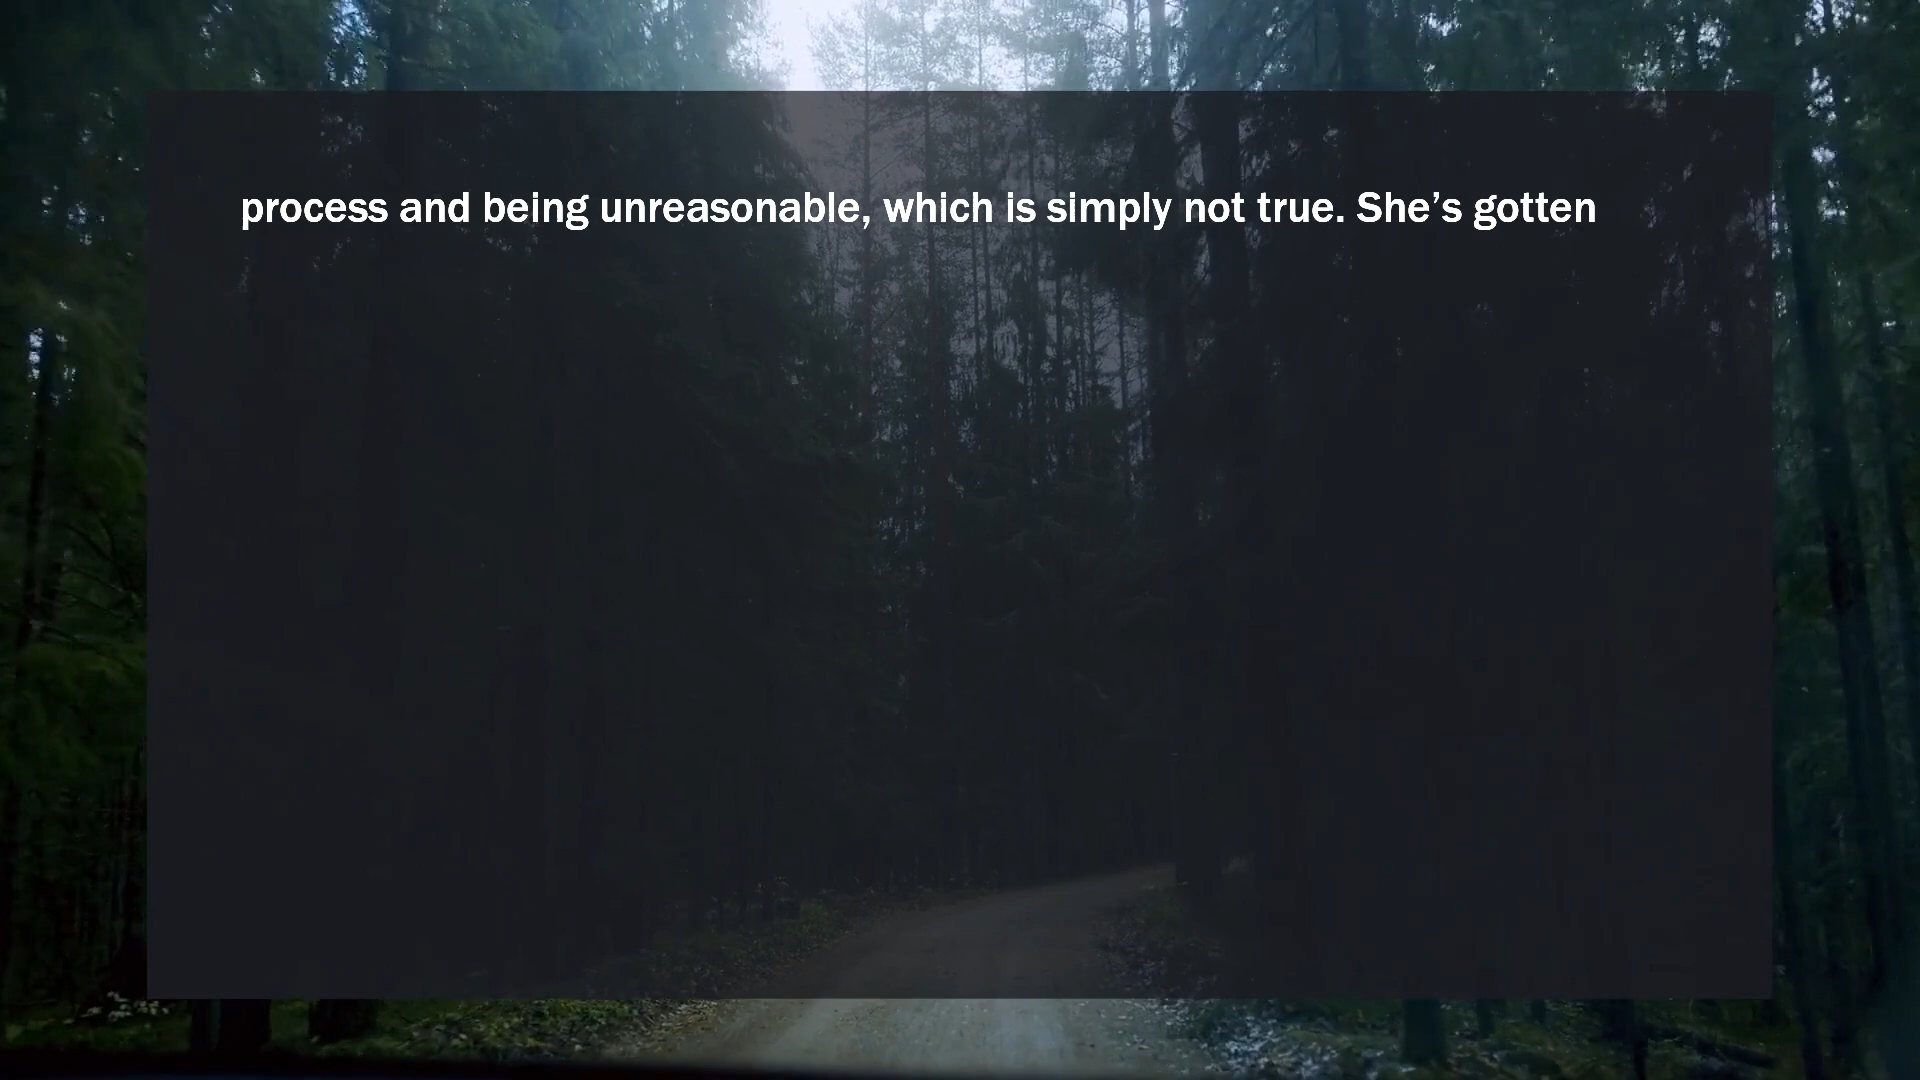 process and being unreasonable, which is simply not true. She’s gotten